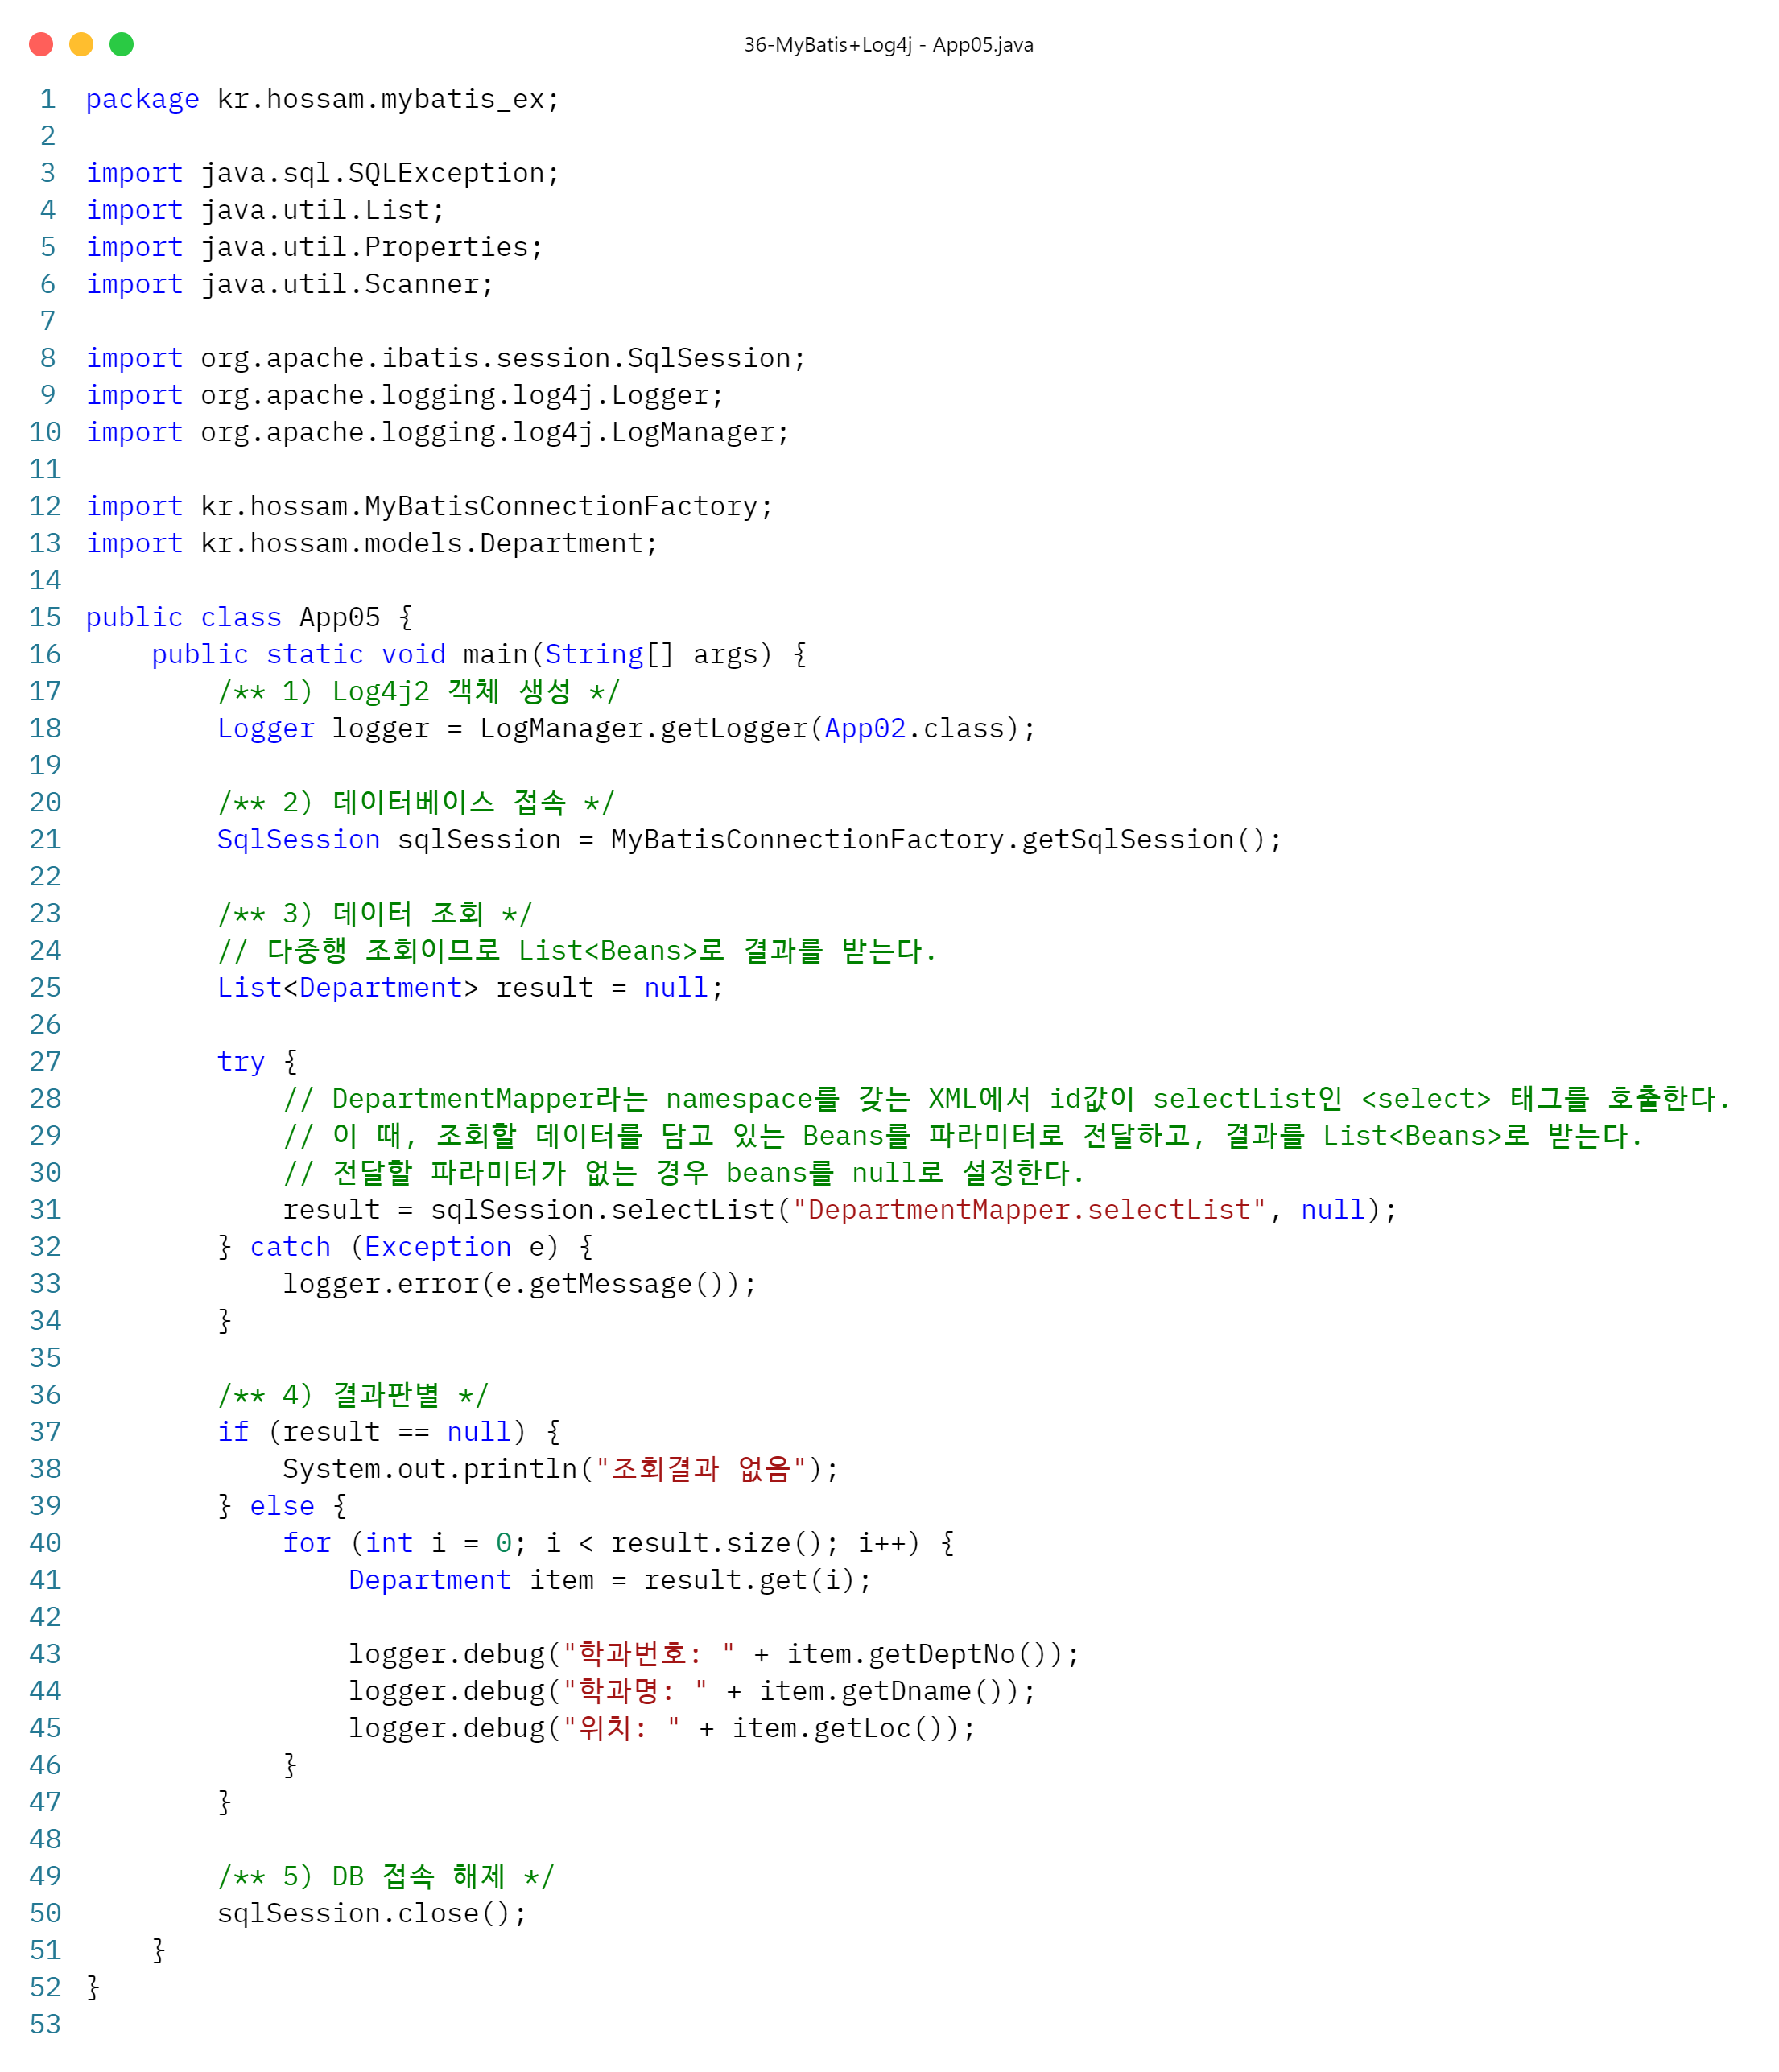 36-MyBatis+Log4j - App05.java
1 package kr.hossam.mybatis_ex;
2
3 import java.sql.SQLException;
4 import java.util.List;
5 import java.util.Properties;
6 import java.util.Scanner;
7
8 import org.apache.ibatis.session.SqlSession;
9 import org.apache.logging.log4j.Logger;
10 import org.apache.logging.log4j.LogManager;
11
12 import kr.hossam.MyBatisConnectionFactory;
13 import kr.hossam.models.Department;
14
15 public class App05 {
16     public static void main(String[] args) {
17         /** 1) Log4j2 객체 생성 */
18         Logger logger = LogManager.getLogger(App02.class);
19
20         /** 2) 데이터베이스 접속 */
21         SqlSession sqlSession = MyBatisConnectionFactory.getSqlSession();
22
23         /** 3) 데이터 조회 */
24         // 다중행 조회이므로 List<Beans>로 결과를 받는다.
25         List<Department> result = null;
26
27         try {
28             // DepartmentMapper라는 namespace를 갖는 XML에서 id값이 selectList인 <select> 태그를 호출한다.
29             // 이 때, 조회할 데이터를 담고 있는 Beans를 파라미터로 전달하고, 결과를 List<Beans>로 받는다.
30             // 전달할 파라미터가 없는 경우 beans를 null로 설정한다.
31             result = sqlSession.selectList("DepartmentMapper.selectList", null);
32         } catch (Exception e) {
33             logger.error(e.getMessage());
34         }
35
36         /** 4) 결과판별 */
37         if (result == null) {
38             System.out.println("조회결과 없음");
39         } else {
40             for (int i = 0; i < result.size(); i++) {
41                 Department item = result.get(i);
42
43                 logger.debug("학과번호: " + item.getDeptNo());
44                 logger.debug("학과명: " + item.getDname());
45                 logger.debug("위치: " + item.getLoc());
46             }
47         }
48
49         /** 5) DB 접속 해제 */
50         sqlSession.close();
51     }
52 }
53